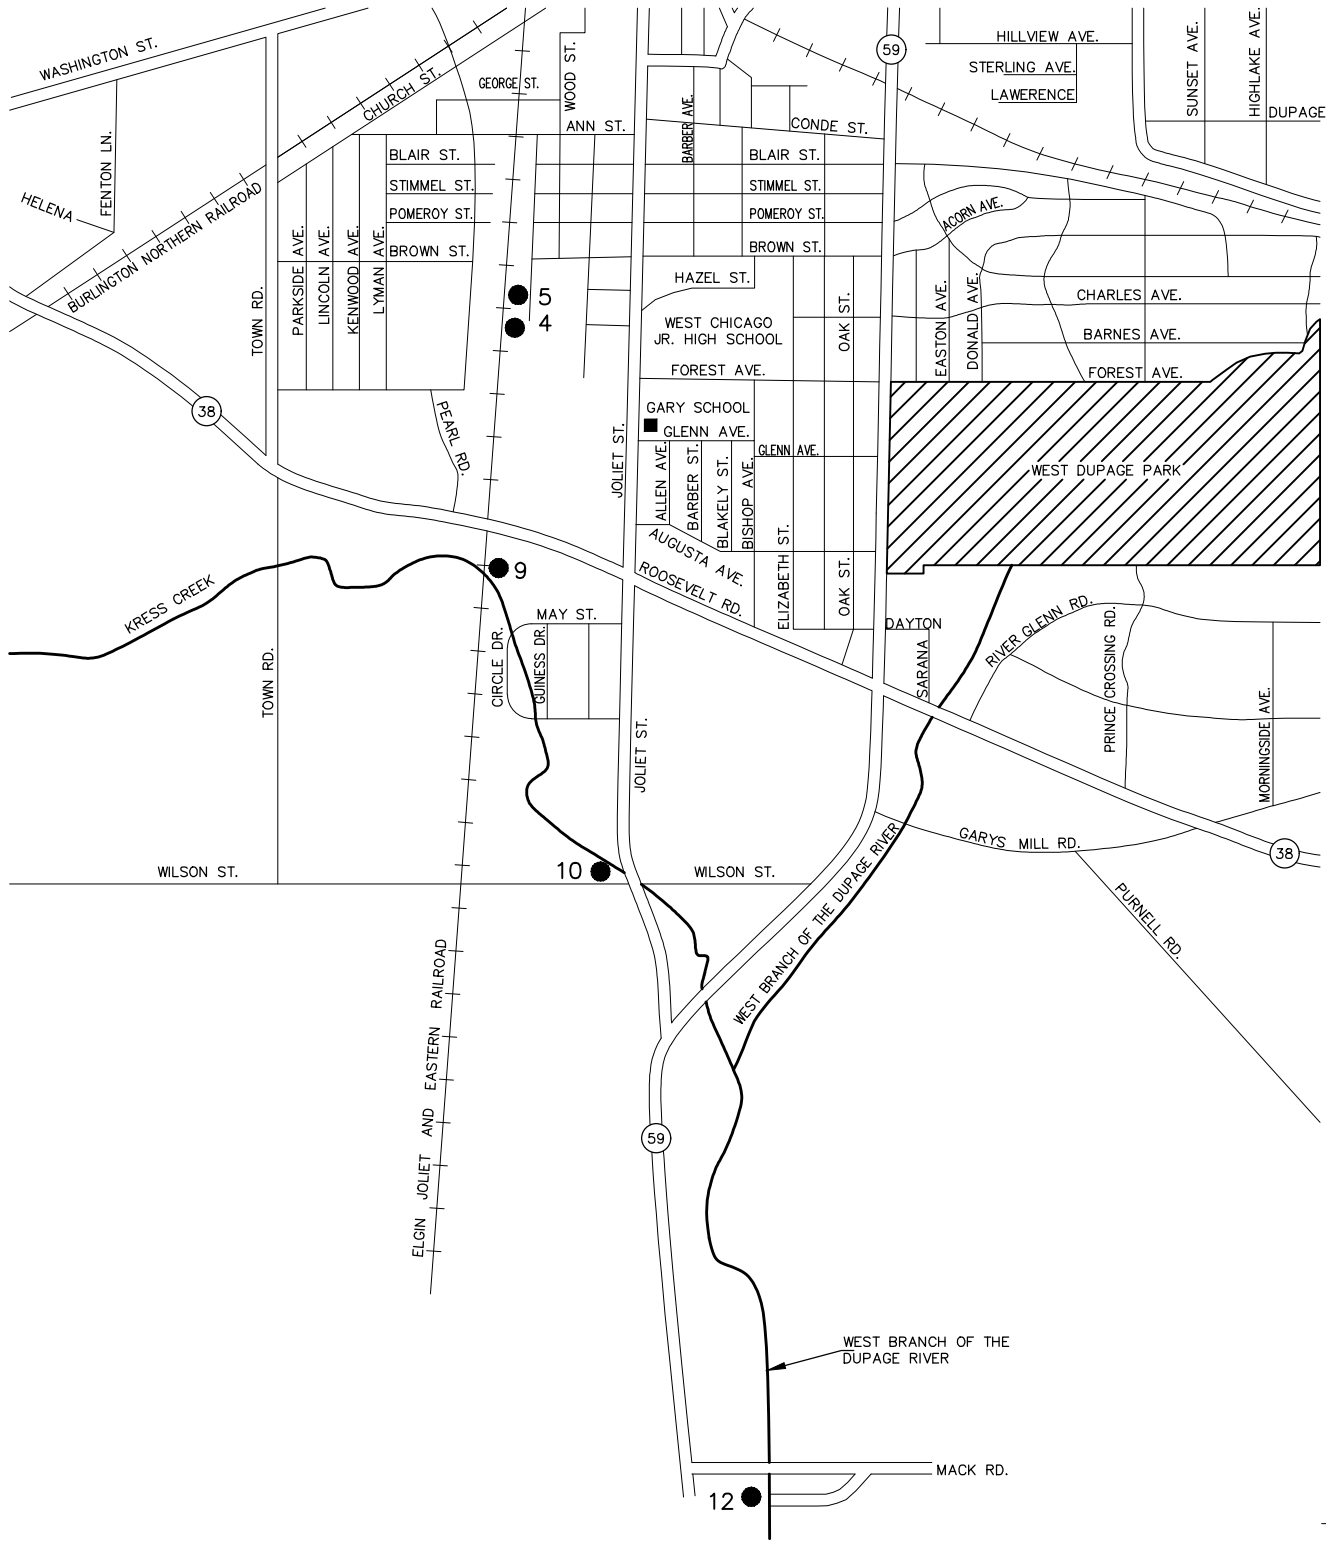 WASHINGTON ST.
FENTON LN.
HELENA
BURLINGTON NORTHERN RAILROAD
CHURCH ST.
GEORGE ST.
WOOD ST.
ANN ST.
BLAIR ST.
STIMMEL ST.
POMEROY ST.
BROWN ST.
PARKSIDE AVE.
LINCOLN AVE.
KENWOOD AVE.
LYMAN AVE.
TOWN RD.
BARBER AVE.
CONDE ST.
BLAIR ST.
STIMMEL ST.
POMEROY ST.
BROWN ST.
59
HILLVIEW AVE.
STERLING AVE.
LAWERENCE
SUNSET AVE.
HIGHLAKE AVE.
DUPAGE
ACORN AVE.
HAZEL ST.
5
4
WEST CHICAGO
JR. HIGH SCHOOL
OAK ST.
EASTON AVE.
DONALD AVE.
CHARLES AVE.
BARNES AVE.
FOREST AVE.
FOREST AVE.
38
PEARL RD.
JOLIET ST.
GARY SCHOOL
GLENN AVE.
GLENN AVE.
ALLEN AVE.
BARBER ST.
BLAKELY ST.
BISHOP AVE.
WEST DUPAGE PARK
AUGUSTA AVE.
ROOSEVELT RD.
ELIZABETH ST.
OAK ST.
9
KRESS CREEK
MAY ST.
CIRCLE DR.
GUINESS DR.
TOWN RD.
DAYTON
SARANA
RIVER GLENN RD.
PRINCE CROSSING RD.
MORNINGSIDE AVE.
JOLIET ST.
GARYS MILL RD.
38
WILSON ST.
10
WILSON ST.
PURNELL RD.
WEST BRANCH OF THE DUPAGE RIVER
ELGIN JOLIET AND EASTERN RAILROAD
59
WEST BRANCH OF THE
DUPAGE RIVER
MACK RD.
12